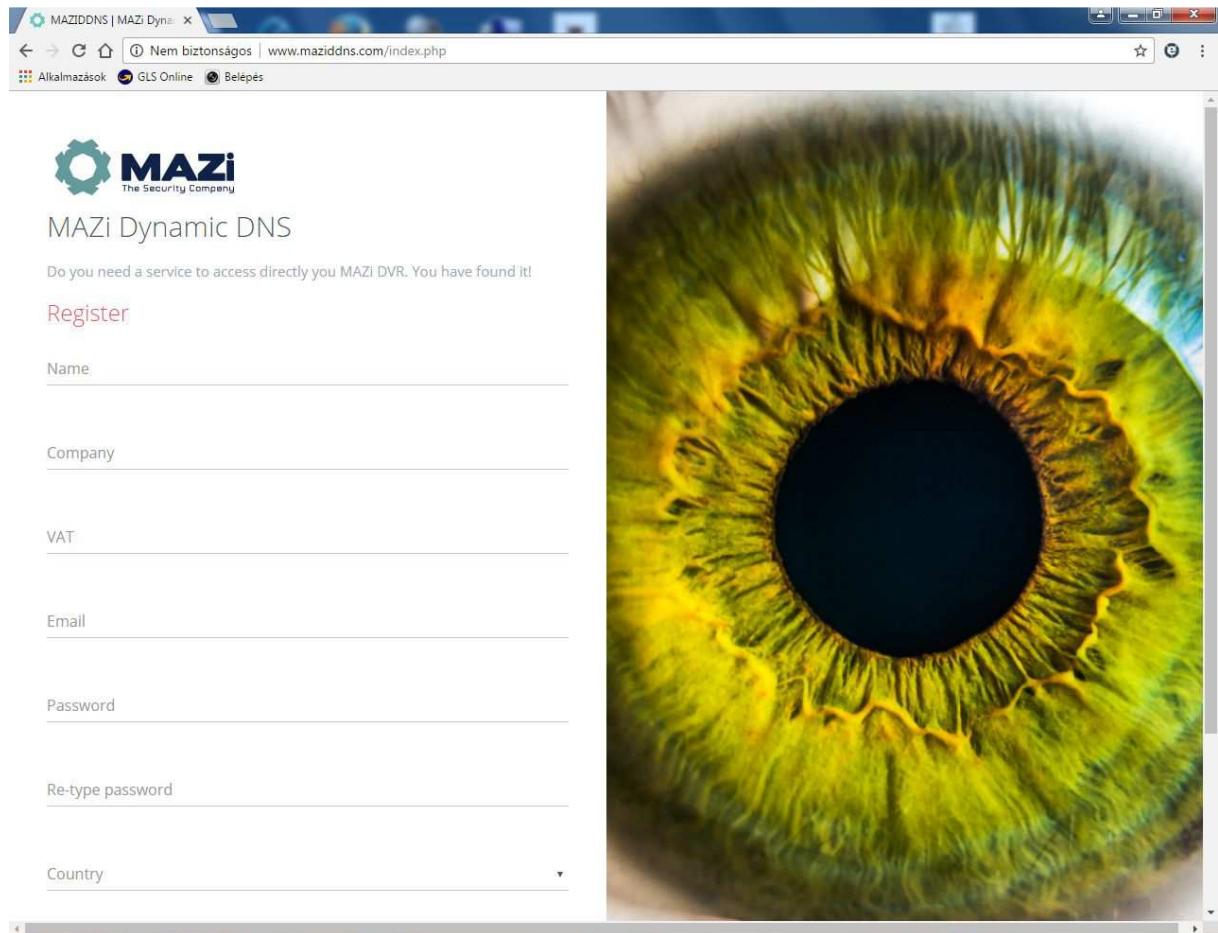 MAZIDDNS | MAZi Dyna
Nem biztonságos | www.maziddns.com/index.php
Alkalmazások GLS Online Belépés
MAZi
The Security Company
MAZi Dynamic DNS
Do you need a service to access directly you MAZi DVR. You have found it!
Register
Name
Company
VAT
Email
Password
Re-type password
Country